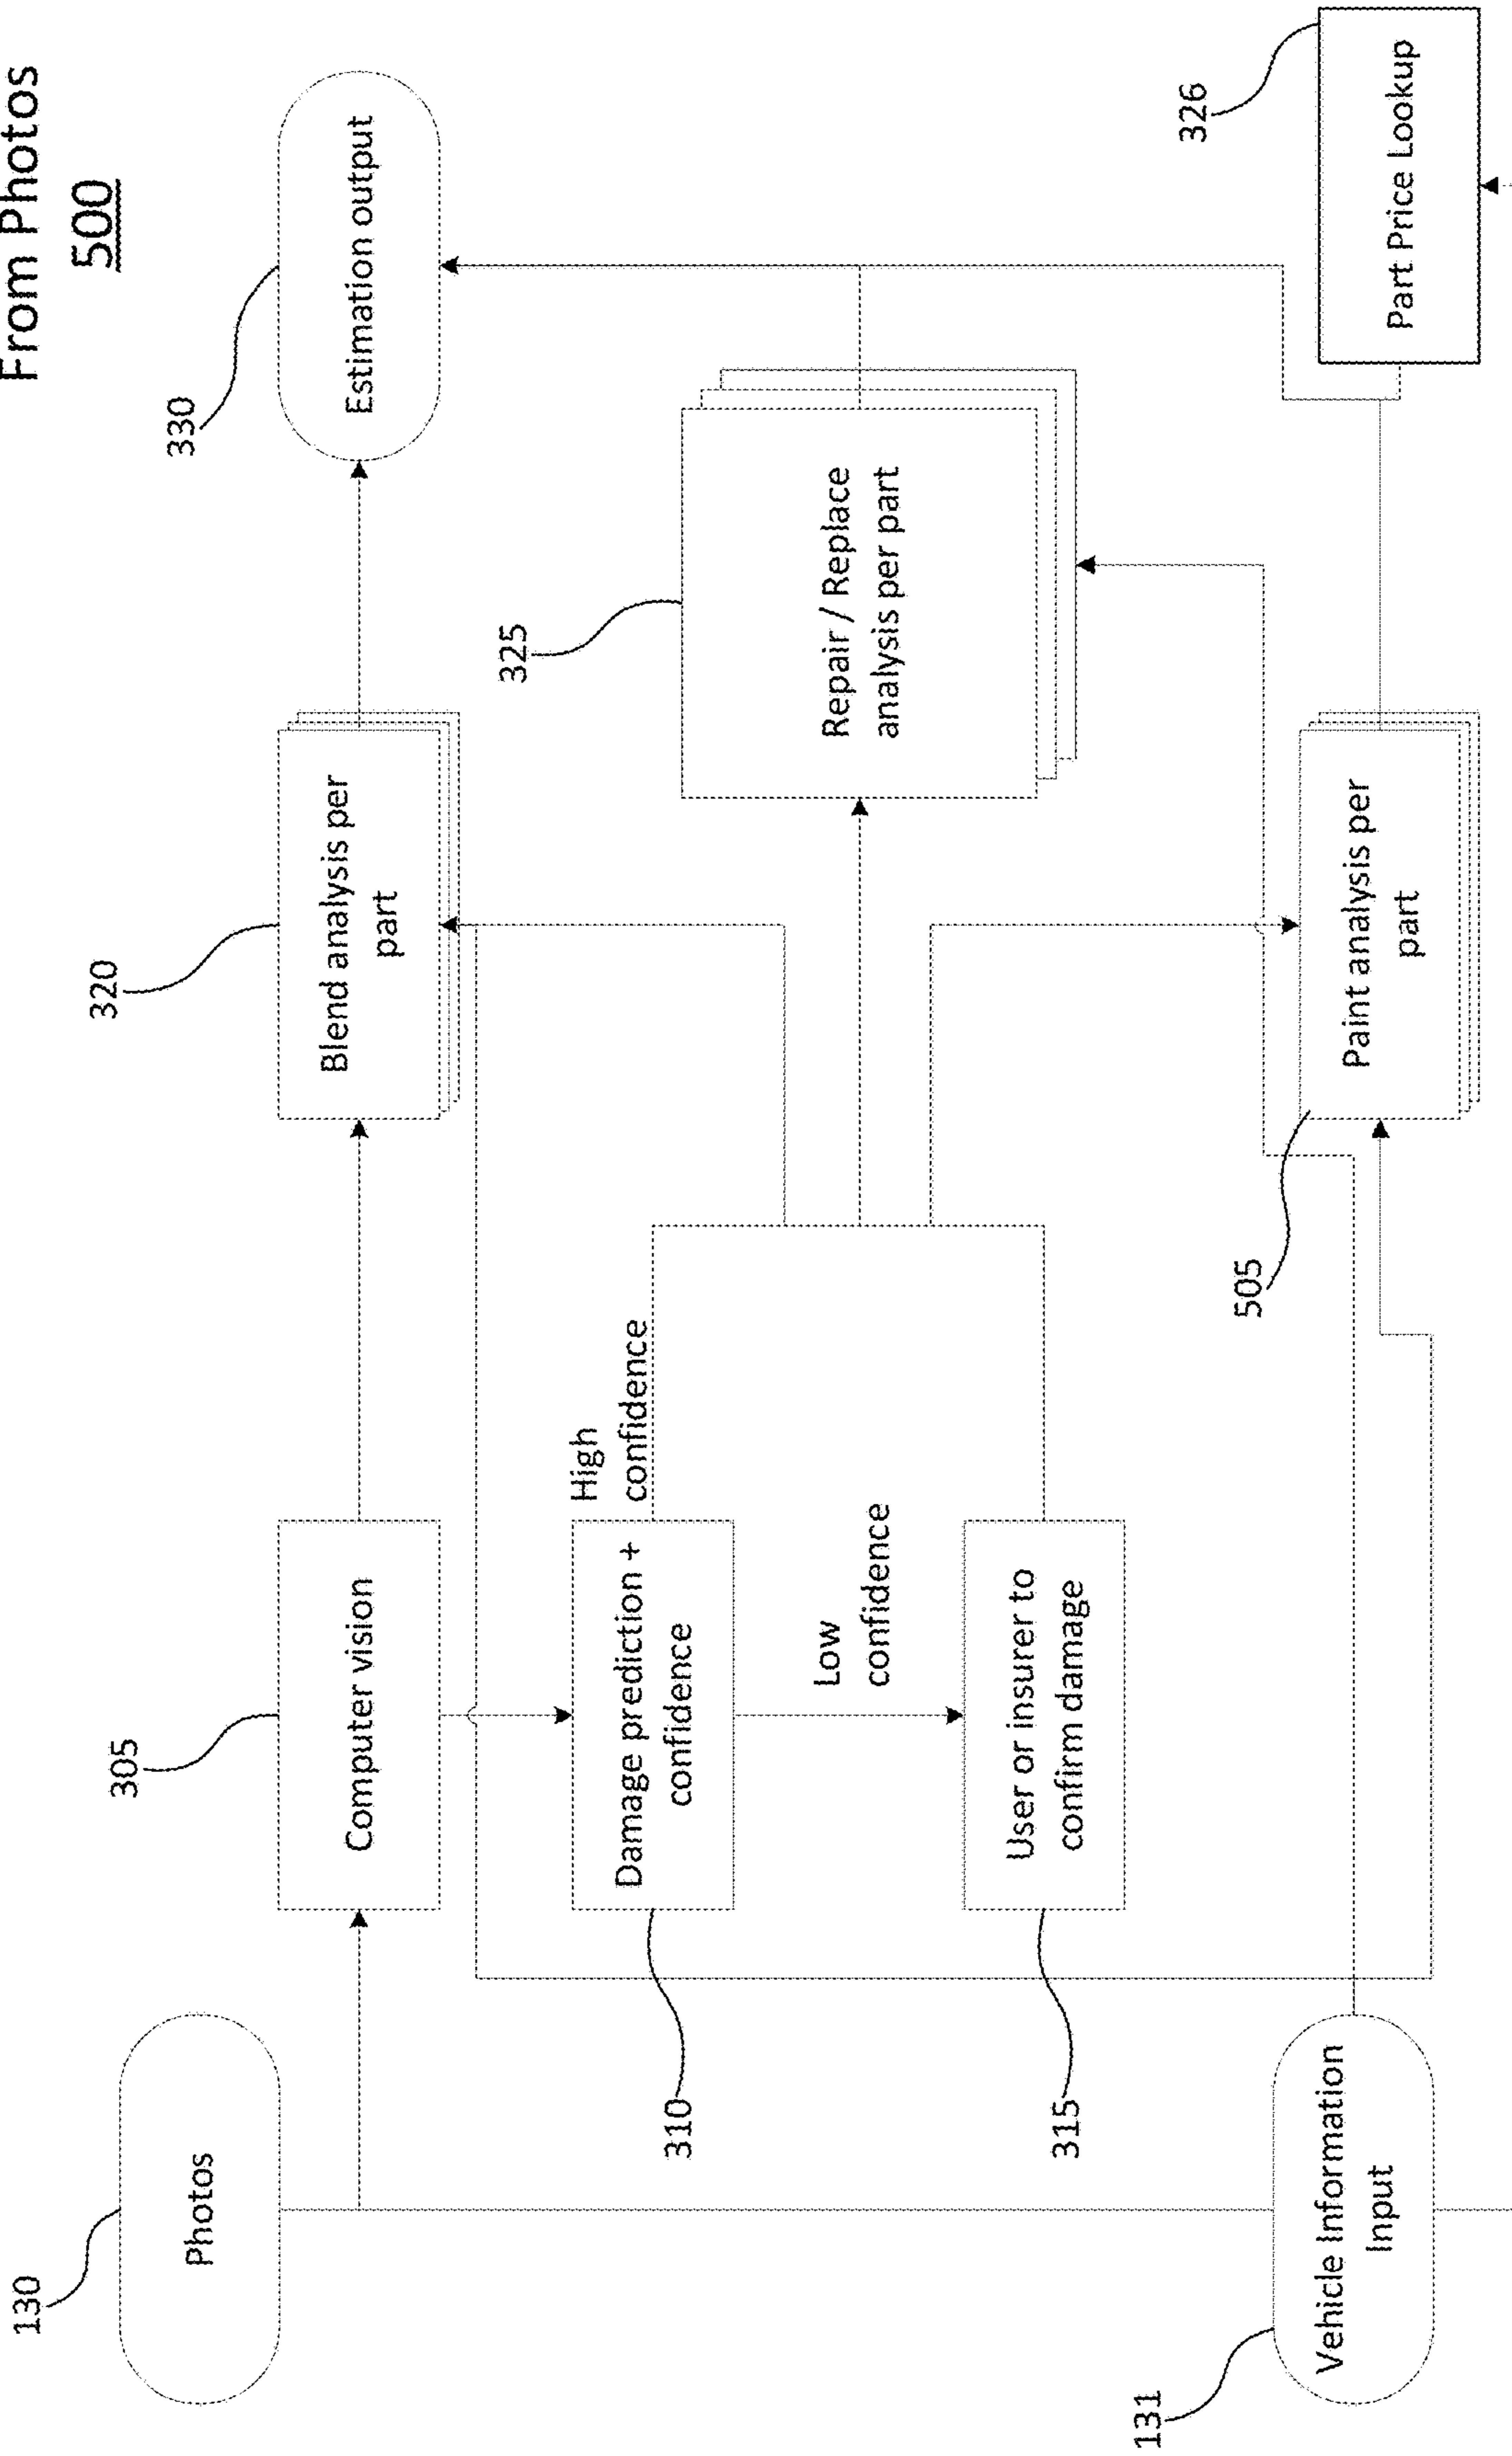 From Photos
500
130
Photos
305
Computer vision
320
Blend analysis per
part
330
Estimation output
310
Damage prediction +
confidence
High
confidence
Low
confidence
315
User or insurer to
confirm damage
325
Repair / Replace
analysis per part
131
Vehicle Information
Input
505
Paint analysis per
part
326
Part Price Lookup